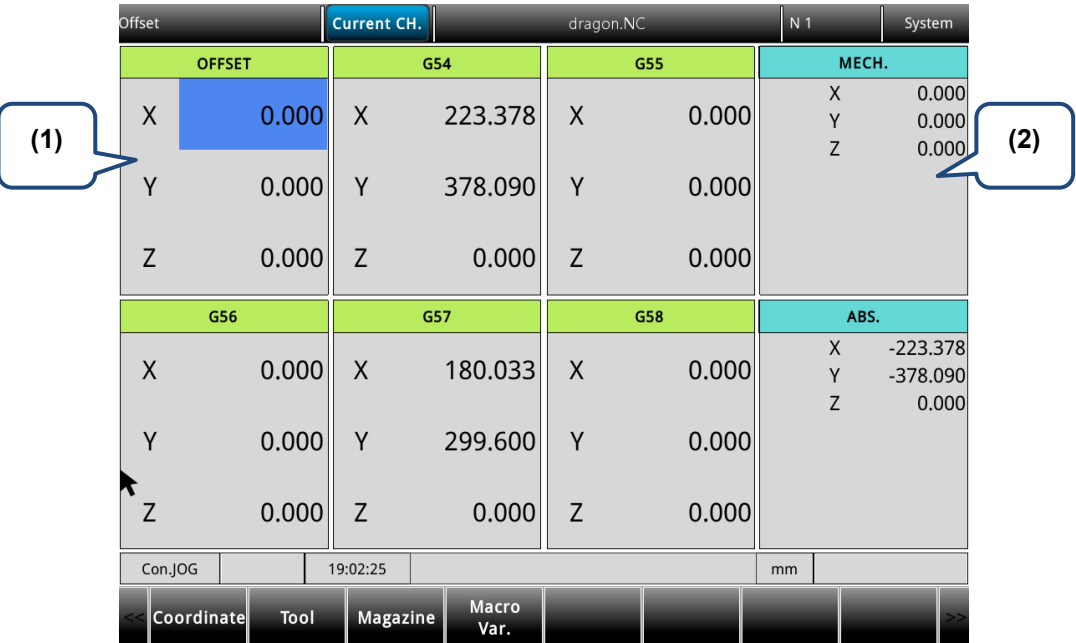 Offset Current CH. dragon.NC N 1 System
OFFSET G54 G55 MECH.
X 0.000 X 223.378 X 0.000 X 0.000
Y 0.000
Z 0.000
(1) (2)
Y 0.000 Y 378.090 Y 0.000
Z 0.000 Z 0.000 Z 0.000
G56 G57 G58 ABS.
X 0.000 X 180.033 X 0.000 X -223.378
Y -378.090
Z 0.000
Y 0.000 Y 299.600 Y 0.000
Z 0.000 Z 0.000 Z 0.000
Con.JOG 19:02:25 mm
<< Coordinate Tool Magazine Macro Var. >>